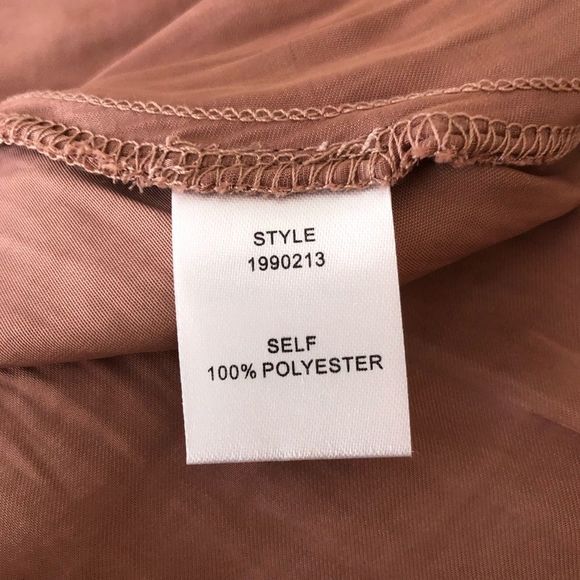 STYLE
1990213
SELF
100% POLYESTER